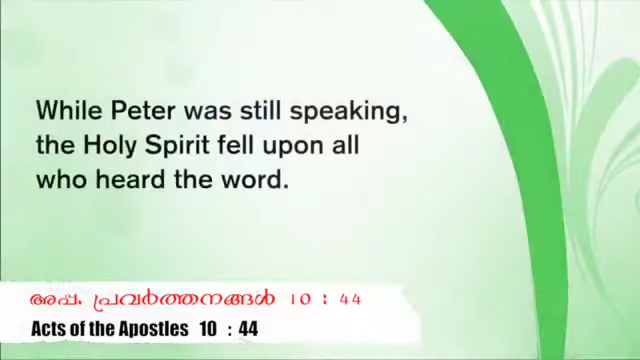 While Peter was still speaking,
the Holy Spirit fell upon all
who heard the word.
അപ്പ. പ്രവർത്തനങ്ങൾ 10 : 44
Acts of the Apostles 10 : 44